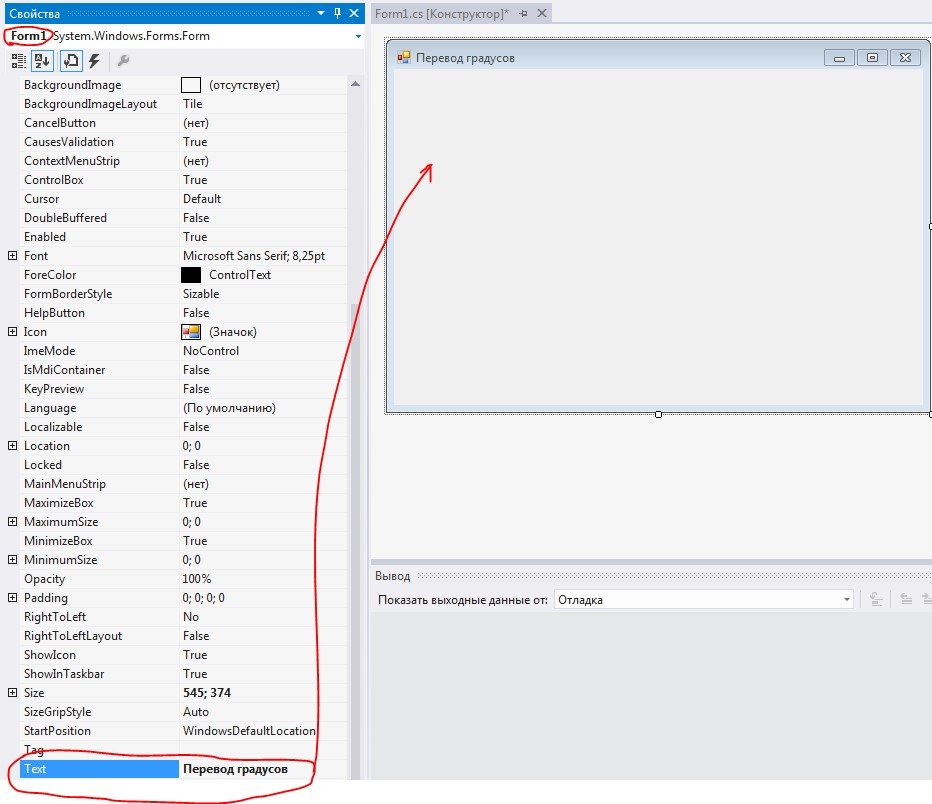 Свойства
Form1 System.Windows.Forms.Form
BackgroundImage (отсутствует)
BackgroundImageLayout Tile
CancelButton (нет)
CausesValidation True
ContextMenuStrip (нет)
ControlBox True
Cursor Default
DoubleBuffered False
Enabled True
Font Microsoft Sans Serif; 8,25pt
ForeColor ControlText
FormBorderStyle Sizable
HelpButton False
Icon (Значок)
ImeMode NoControl
IsMdiContainer False
KeyPreview False
Language (По умолчанию)
Localizable False
Location 0; 0
Locked False
MainMenuStrip (нет)
MaximizeBox True
MaximumSize 0; 0
MinimizeBox True
MinimumSize 0; 0
Opacity 100%
Padding 0; 0; 0; 0
RightToLeft No
RightToLeftLayout False
ShowIcon True
ShowInTaskbar True
Size 545; 374
SizeGripStyle Auto
StartPosition WindowsDefaultLocation
Tag
Text Перевод градусов
Form1.cs [Конструктор]*
Перевод градусов
Вывод
Показать выходные данные от: Отладка